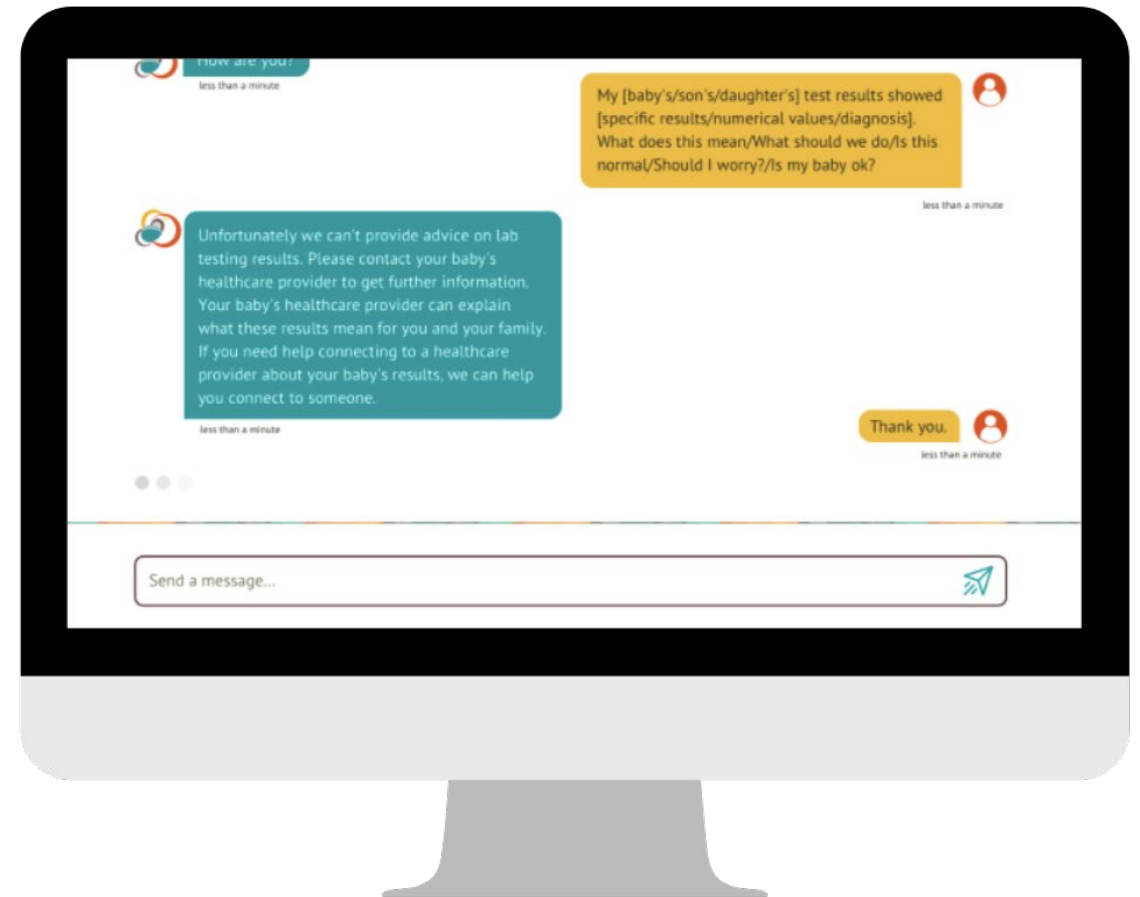 How are you?
less than a minute
My [baby's/son's/daughter's] test results showed
[specific results/numerical values/diagnosis].
What does this mean/What should we do/Is this
normal/Should I worry?/Is my baby ok?
less than a minute
Unfortunately we can't provide advice on lab
testing results. Please contact your baby's
healthcare provider to get further information.
Your baby's healthcare provider can explain
what these results mean for you and your family.
If you need help connecting to a healthcare
provider about your baby's results, we can help
you connect to someone.
less than a minute
Thank you.
less than a minute
Send a message...